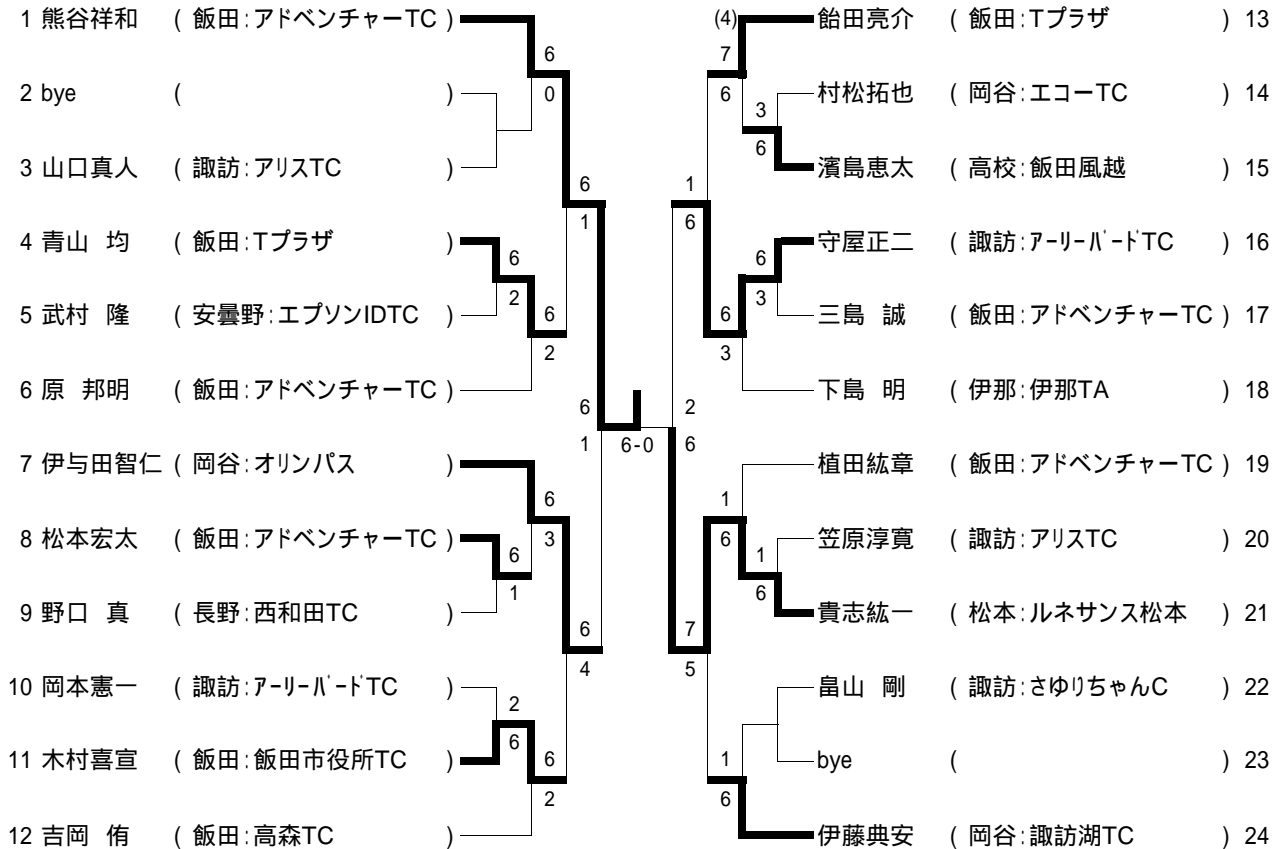 1 熊谷祥和 ( 飯田:アドベンチャーTC )
6
0
2 bye ( )
3 山口真人 ( 諏訪:アリスTC )
6
1
4 青山 均 ( 飯田:Tプラザ )
6
2
5 武村 隆 ( 安曇野:エプソンIDTC )
6
2
6 原 邦明 ( 飯田:アドベンチャーTC )
6
1
7 伊与田智仁 ( 岡谷:オリンパス )
6
3
8 松本宏太 ( 飯田:アドベンチャーTC )
6
1
9 野口 真 ( 長野:西和田TC )
6
4
10 岡本憲一 ( 諏訪:アーリーバードTC )
2
6
11 木村喜宣 ( 飯田:飯田市役所TC )
6
2
12 吉岡 侑 ( 飯田:高森TC )
6-0
(4) 飴田亮介 ( 飯田:Tプラザ ) 13
7
6
村松拓也 ( 岡谷:エコーTC ) 14
3
6
濱島恵太 ( 高校:飯田風越 ) 15
1
6
守屋正二 ( 諏訪:アーリーバードTC ) 16
6
3
三島 誠 ( 飯田:アドベンチャーTC ) 17
6
3
下島 明 ( 伊那:伊那TA ) 18
2
6
植田紘章 ( 飯田:アドベンチャーTC ) 19
1
6
笠原淳寛 ( 諏訪:アリスTC ) 20
1
6
貴志紘一 ( 松本:ルネサンス松本 ) 21
7
5
畠山 剛 ( 諏訪:さゆりちゃんC ) 22
bye ( ) 23
1
6
伊藤典安 ( 岡谷:諏訪湖TC ) 24